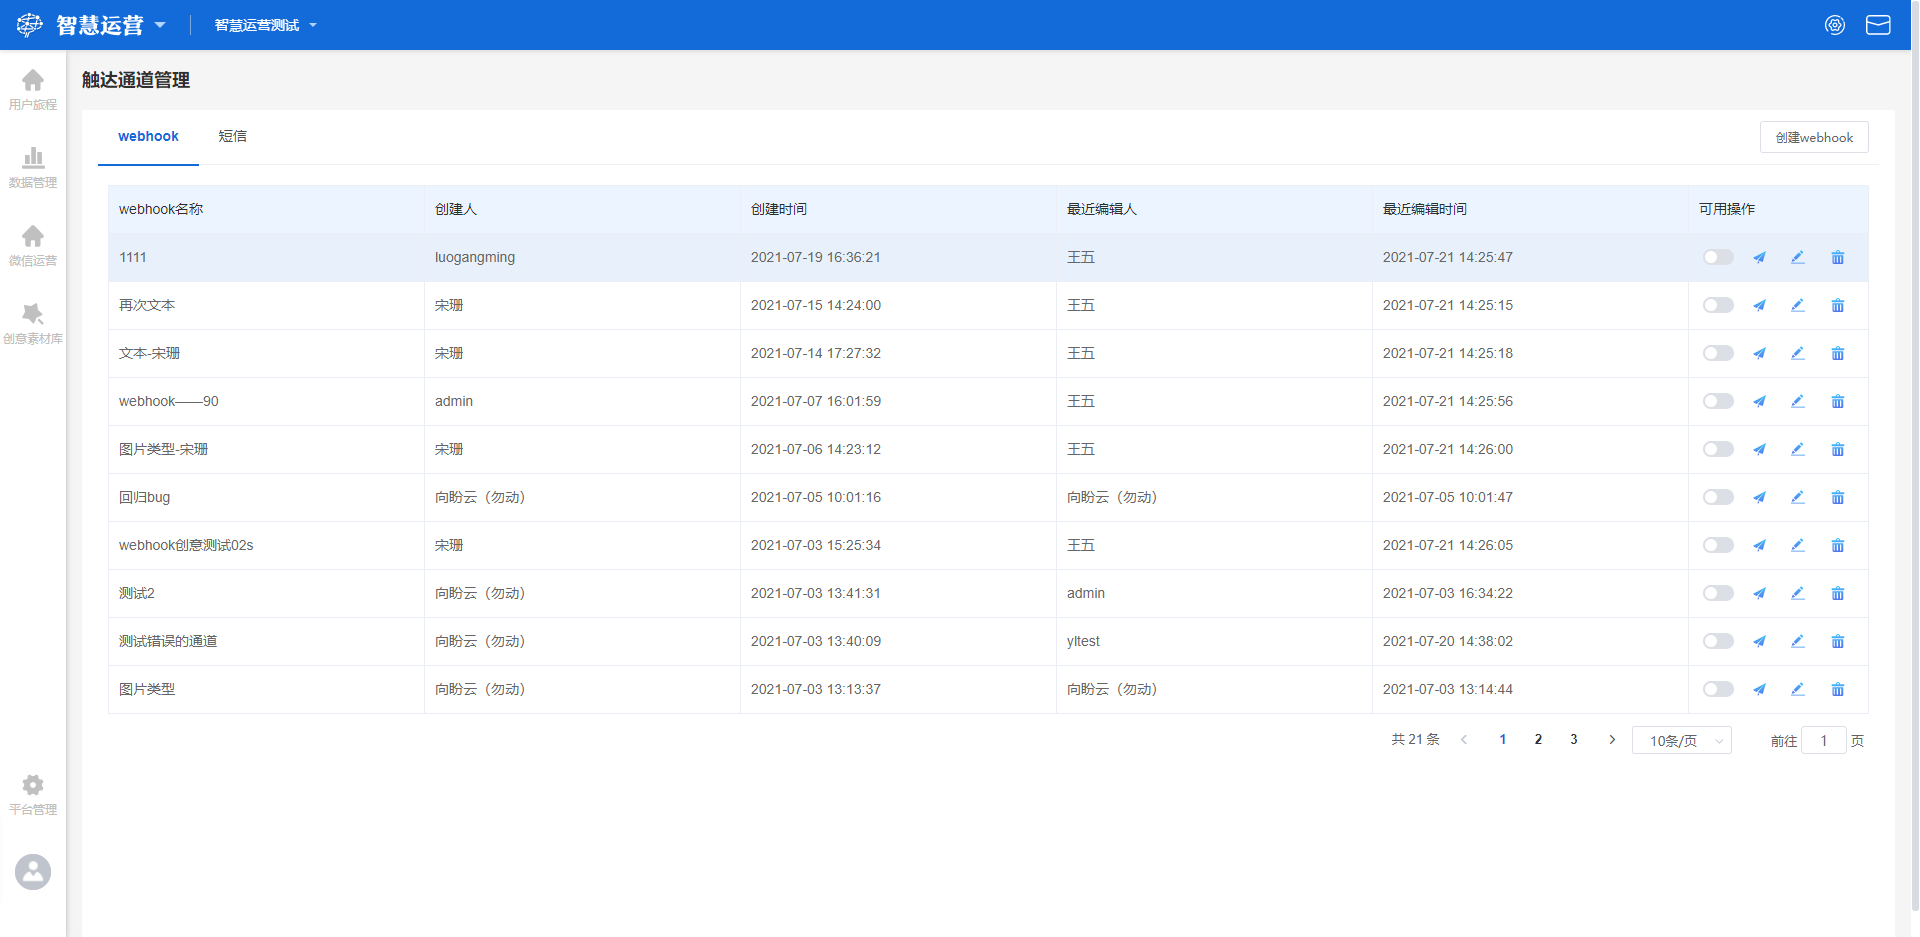 智慧运营 智慧运营测试
用户旅程
数据管理
微信运营
创意素材库
平台管理
触达通道管理
webhook 短信 创建webhook
webhook名称 创建人 创建时间 最近编辑人 最近编辑时间 可用操作
1111 luogangming 2021-07-19 16:36:21 王五 2021-07-21 14:25:47
再次文本 宋珊 2021-07-15 14:24:00 王五 2021-07-21 14:25:15
文本-宋珊 宋珊 2021-07-14 17:27:32 王五 2021-07-21 14:25:18
webhook——90 admin 2021-07-07 16:01:59 王五 2021-07-21 14:25:56
图片类型-宋珊 宋珊 2021-07-06 14:23:12 王五 2021-07-21 14:26:00
回归bug 向盼云（勿动） 2021-07-05 10:01:16 向盼云（勿动） 2021-07-05 10:01:47
webhook创意测试02s 宋珊 2021-07-03 15:25:34 王五 2021-07-21 14:26:05
测试2 向盼云（勿动） 2021-07-03 13:41:31 admin 2021-07-03 16:34:22
测试错误的通道 向盼云（勿动） 2021-07-03 13:40:09 yltest 2021-07-20 14:38:02
图片类型 向盼云（勿动） 2021-07-03 13:13:37 向盼云（勿动） 2021-07-03 13:14:44
共 21 条 1 2 3 10条/页 前往 1 页